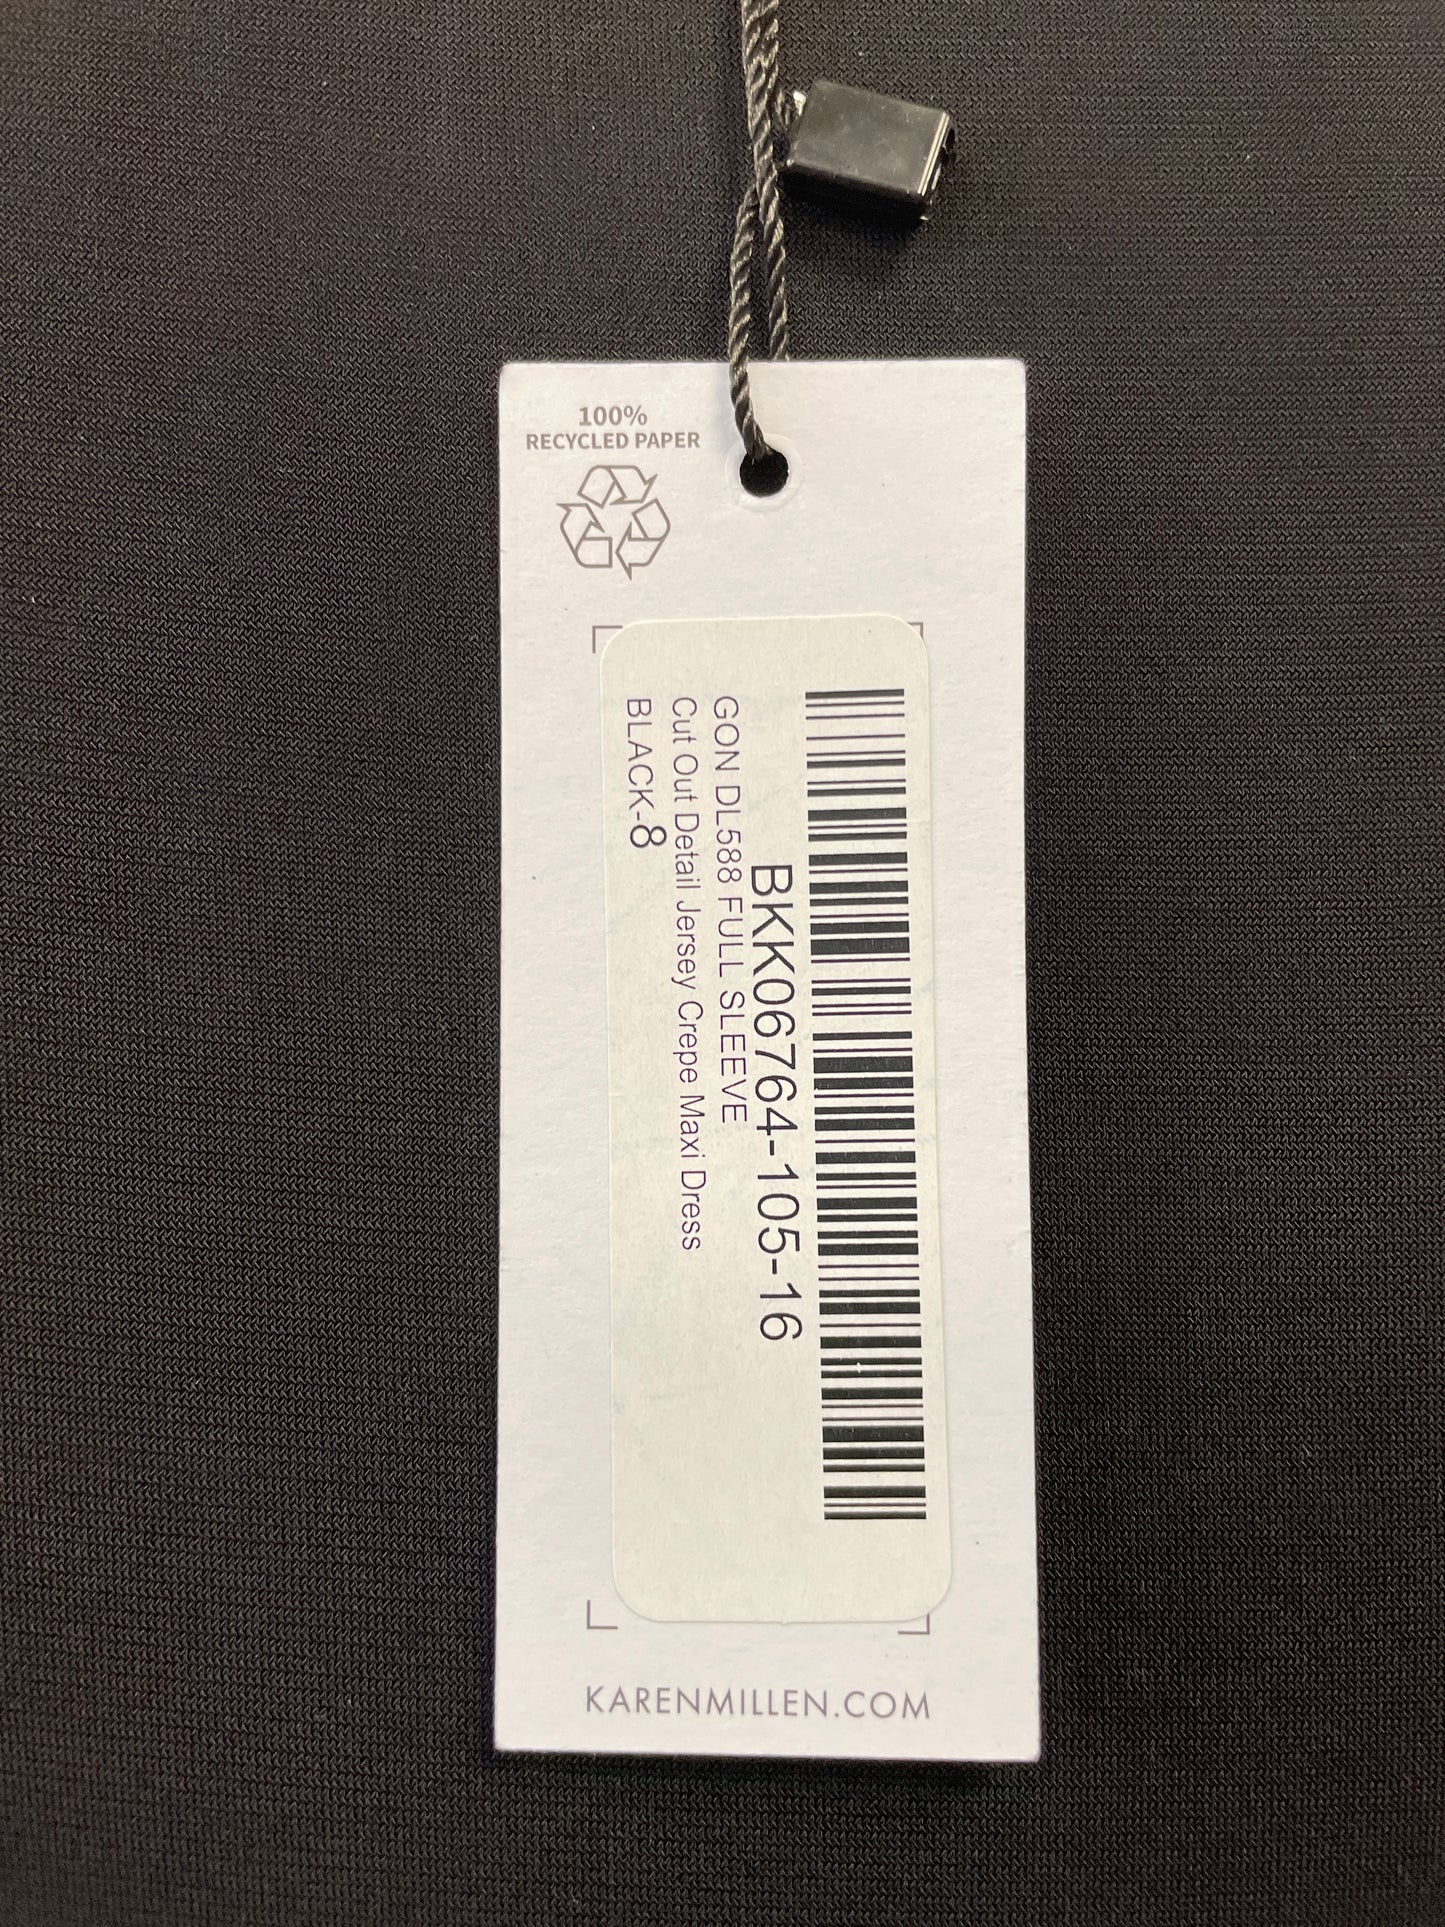 100%
RECYCLED PAPER
BKK06764-105-16
GON DL588 FULL SLEEVE
Cut Out Detail Jersey Crepe Maxi Dress
BLACK-8
KARENMILLEN.COM